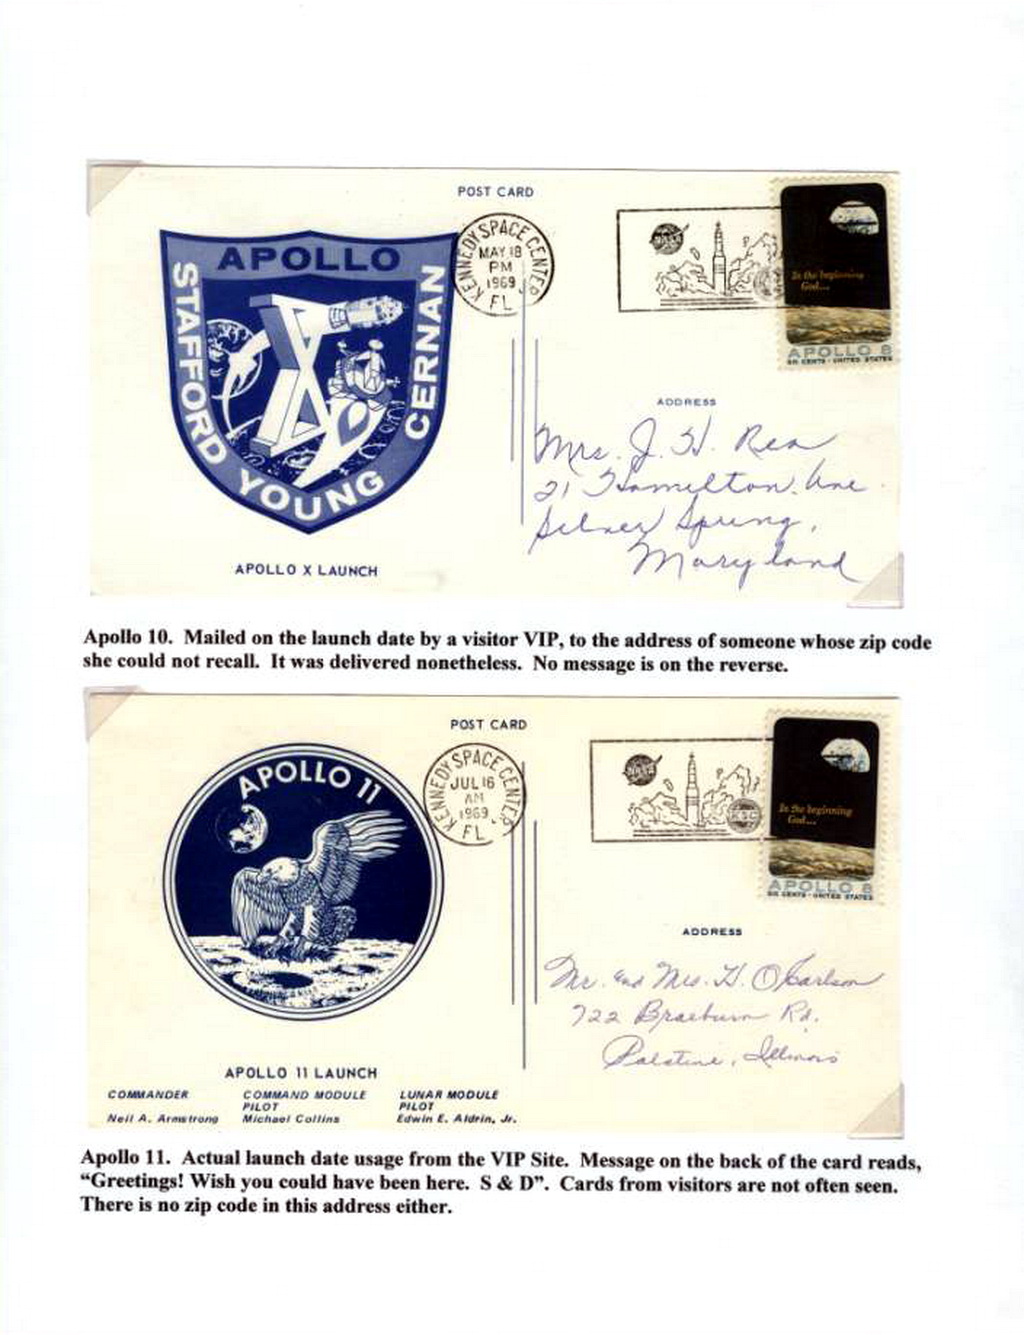 POST CARD
APOLLO
STAFFORD
YOUNG
CERNAN
KENNEDY SPACE CENTER
MAY 18
PM
1969
FL
NASA
In the beginning
God...
APOLLO 8
SIX CENTS · UNITED STATES
ADDRESS
Mrs. J. H. Rea
21 Hamilton Ave.
Silver Spring,
Maryland
APOLLO X LAUNCH
Apollo 10. Mailed on the launch date by a visitor VIP, to the address of someone whose zip code
she could not recall. It was delivered nonetheless. No message is on the reverse.
POST CARD
APOLLO 11
KENNEDY SPACE CENTER
JUL 16
AM
1969
FL
NASA
KSC
In the beginning
God...
APOLLO 8
SIX CENTS · UNITED STATES
ADDRESS
Mr. and Mrs. H. O. Carlson
722 Braeburn Rd.
Palatine, Illinois
APOLLO 11 LAUNCH
COMMANDER COMMAND MODULE LUNAR MODULE
PILOT PILOT
Neil A. Armstrong Michael Collins Edwin E. Aldrin, Jr.
Apollo 11. Actual launch date usage from the VIP Site. Message on the back of the card reads,
“Greetings! Wish you could have been here. S & D”. Cards from visitors are not often seen.
There is no zip code in this address either.